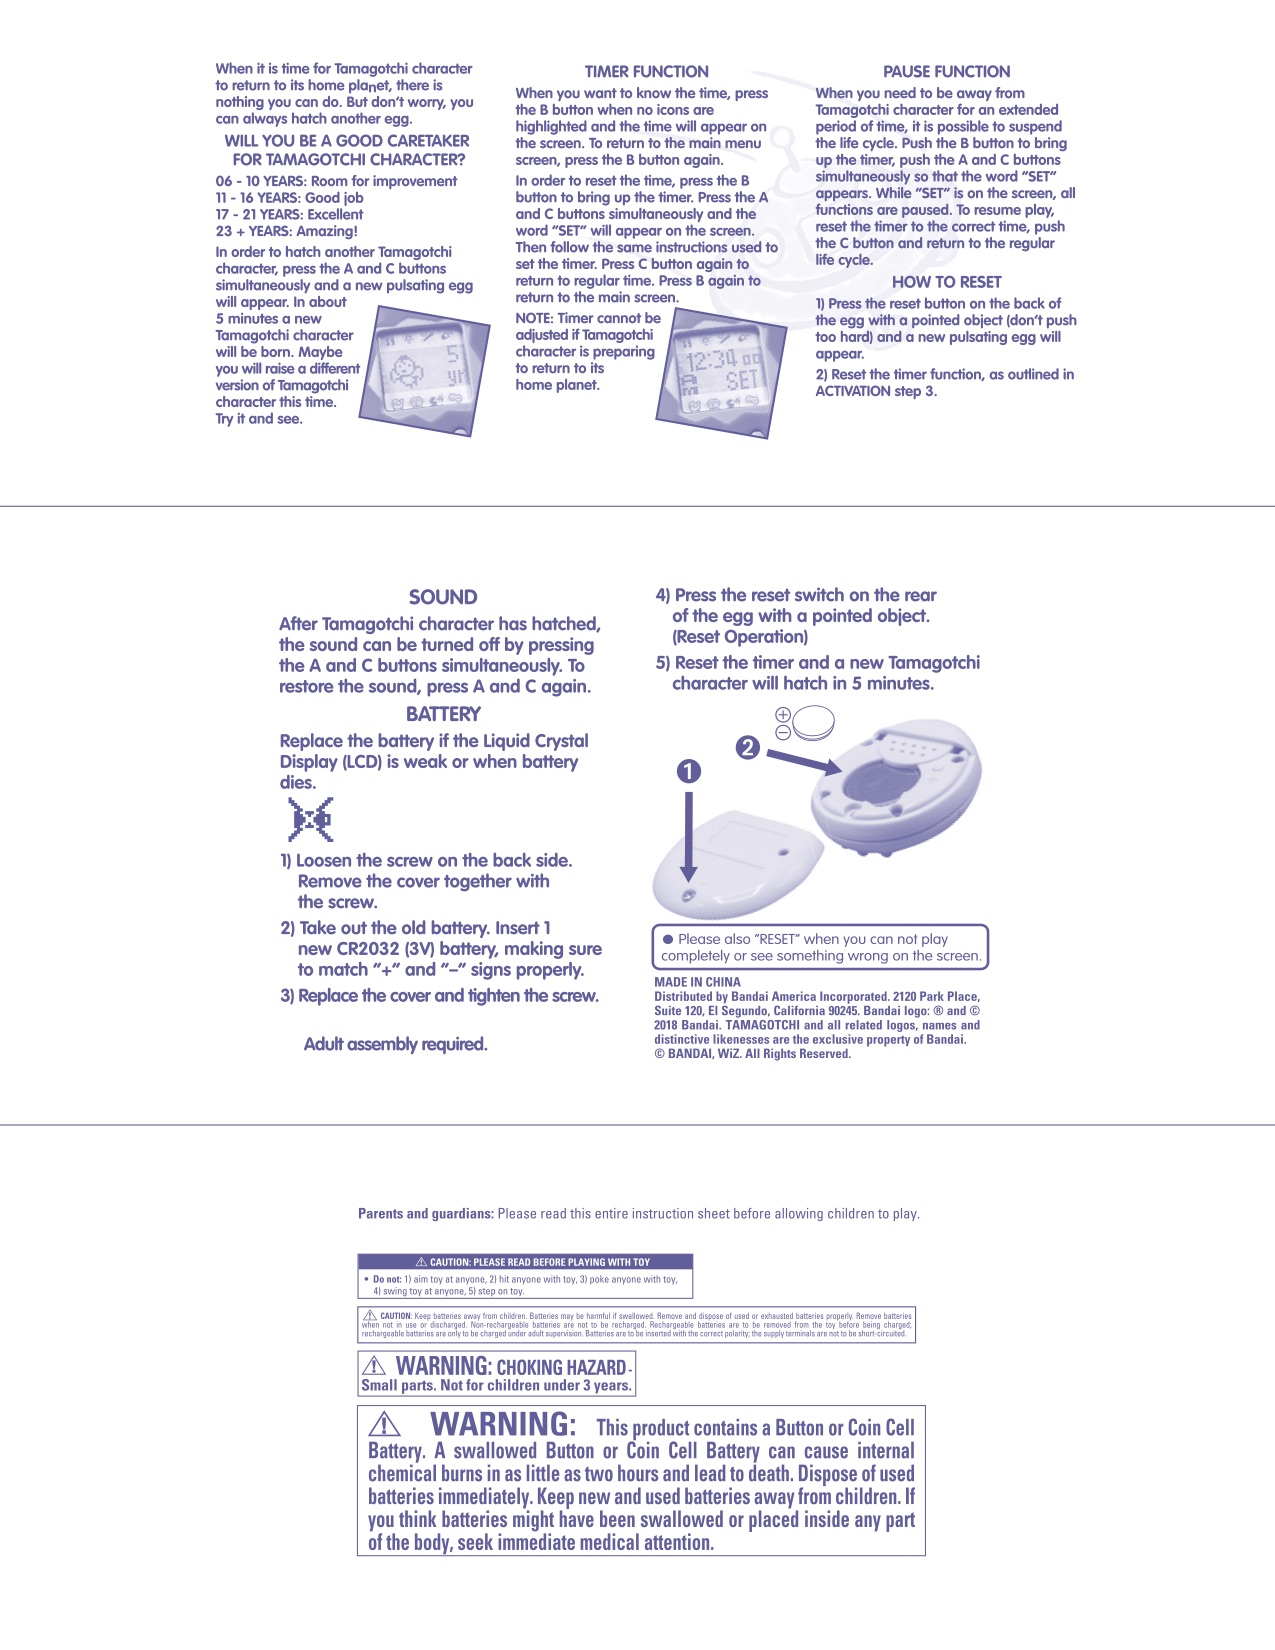 When it is time for Tamagotchi character
to return to its home planet, there is
nothing you can do. But don't worry, you
can always hatch another egg.
WILL YOU BE A GOOD CARETAKER
FOR TAMAGOTCHI CHARACTER?
06 - 10 YEARS: Room for improvement
11 - 16 YEARS: Good job
17 - 21 YEARS: Excellent
23 + YEARS: Amazing!
In order to hatch another Tamagotchi
character, press the A and C buttons
simultaneously and a new pulsating egg
will appear. In about
5 minutes a new
Tamagotchi character
will be born. Maybe
you will raise a different
version of Tamagotchi
character this time.
Try it and see.
5
TIMER FUNCTION
When you want to know the time, press
the B button when no icons are
highlighted and the time will appear on
the screen. To return to the main menu
screen, press the B button again.
In order to reset the time, press the B
button to bring up the timer. Press the A
and C buttons simultaneously and the
word "SET" will appear on the screen.
Then follow the same instructions used to
set the timer. Press C button again to
return to regular time. Press B again to
return to the main screen.
NOTE: Timer cannot be
adjusted if Tamagotchi
character is preparing
to return to its
home planet.
12:34 00
SET
PAUSE FUNCTION
When you need to be away from
Tamagotchi character for an extended
period of time, it is possible to suspend
the life cycle. Push the B button to bring
up the timer, push the A and C buttons
simultaneously so that the word "SET"
appears. While "SET" is on the screen, all
functions are paused. To resume play,
reset the timer to the correct time, push
the C button and return to the regular
life cycle.
HOW TO RESET
1) Press the reset button on the back of
the egg with a pointed object (don't push
too hard) and a new pulsating egg will
appear.
2) Reset the timer function, as outlined in
ACTIVATION step 3.
SOUND
After Tamagotchi character has hatched,
the sound can be turned off by pressing
the A and C buttons simultaneously. To
restore the sound, press A and C again.
BATTERY
Replace the battery if the Liquid Crystal
Display (LCD) is weak or when battery
dies.
1) Loosen the screw on the back side.
Remove the cover together with
the screw.
2) Take out the old battery. Insert 1
new CR2032 (3V) battery, making sure
to match "+" and "–" signs properly.
3) Replace the cover and tighten the screw.
Adult assembly required.
4) Press the reset switch on the rear
of the egg with a pointed object.
(Reset Operation)
5) Reset the timer and a new Tamagotchi
character will hatch in 5 minutes.
+
−
2
1
● Please also "RESET" when you can not play
completely or see something wrong on the screen.
MADE IN CHINA
Distributed by Bandai America Incorporated. 2120 Park Place,
Suite 120, El Segundo, California 90245. Bandai logo: ® and ©
2018 Bandai. TAMAGOTCHI and all related logos, names and
distinctive likenesses are the exclusive property of Bandai.
© BANDAI, WiZ. All Rights Reserved.
Parents and guardians: Please read this entire instruction sheet before allowing children to play.
⚠ CAUTION: PLEASE READ BEFORE PLAYING WITH TOY
• Do not: 1) aim toy at anyone, 2) hit anyone with toy, 3) poke anyone with toy,
4) swing toy at anyone, 5) step on toy.
⚠ CAUTION: Keep batteries away from children. Batteries may be harmful if swallowed. Remove and dispose of used or exhausted batteries properly. Remove batteries
when not in use or discharged. Non-rechargeable batteries are not to be recharged. Rechargeable batteries are to be removed from the toy before being charged;
rechargeable batteries are only to be charged under adult supervision. Batteries are to be inserted with the correct polarity; the supply terminals are not to be short-circuited.
⚠ WARNING: CHOKING HAZARD -
Small parts. Not for children under 3 years.
⚠ WARNING: This product contains a Button or Coin Cell
Battery. A swallowed Button or Coin Cell Battery can cause internal
chemical burns in as little as two hours and lead to death. Dispose of used
batteries immediately. Keep new and used batteries away from children. If
you think batteries might have been swallowed or placed inside any part
of the body, seek immediate medical attention.